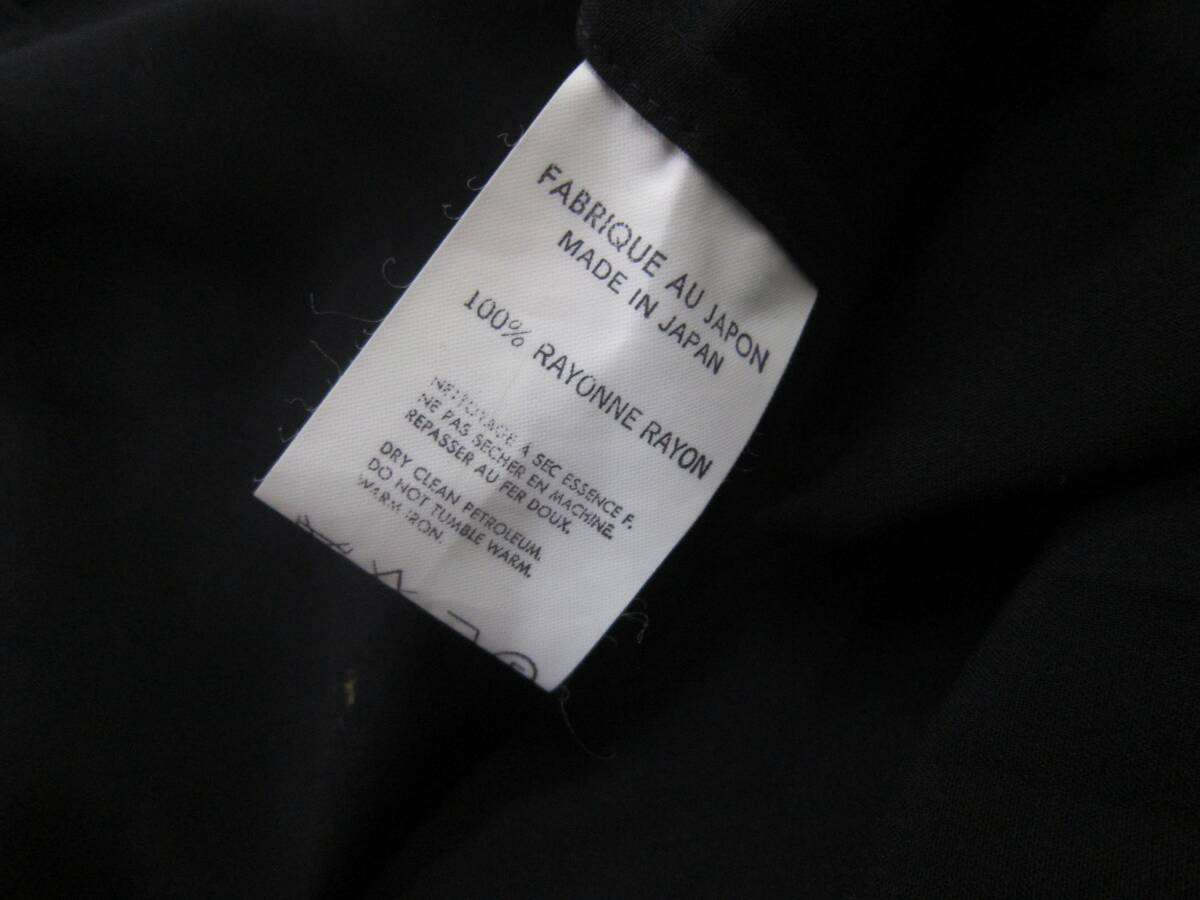 FABRIQUE AU JAPON
MADE IN JAPAN
100% RAYONNE RAYON
NETTOYAGE A SEC ESSENCE F.
NE PAS SECHER EN MACHINE.
REPASSER AU FER DOUX.
DRY CLEAN PETROLEUM.
DO NOT TUMBLE WARM.
WARM IRON.